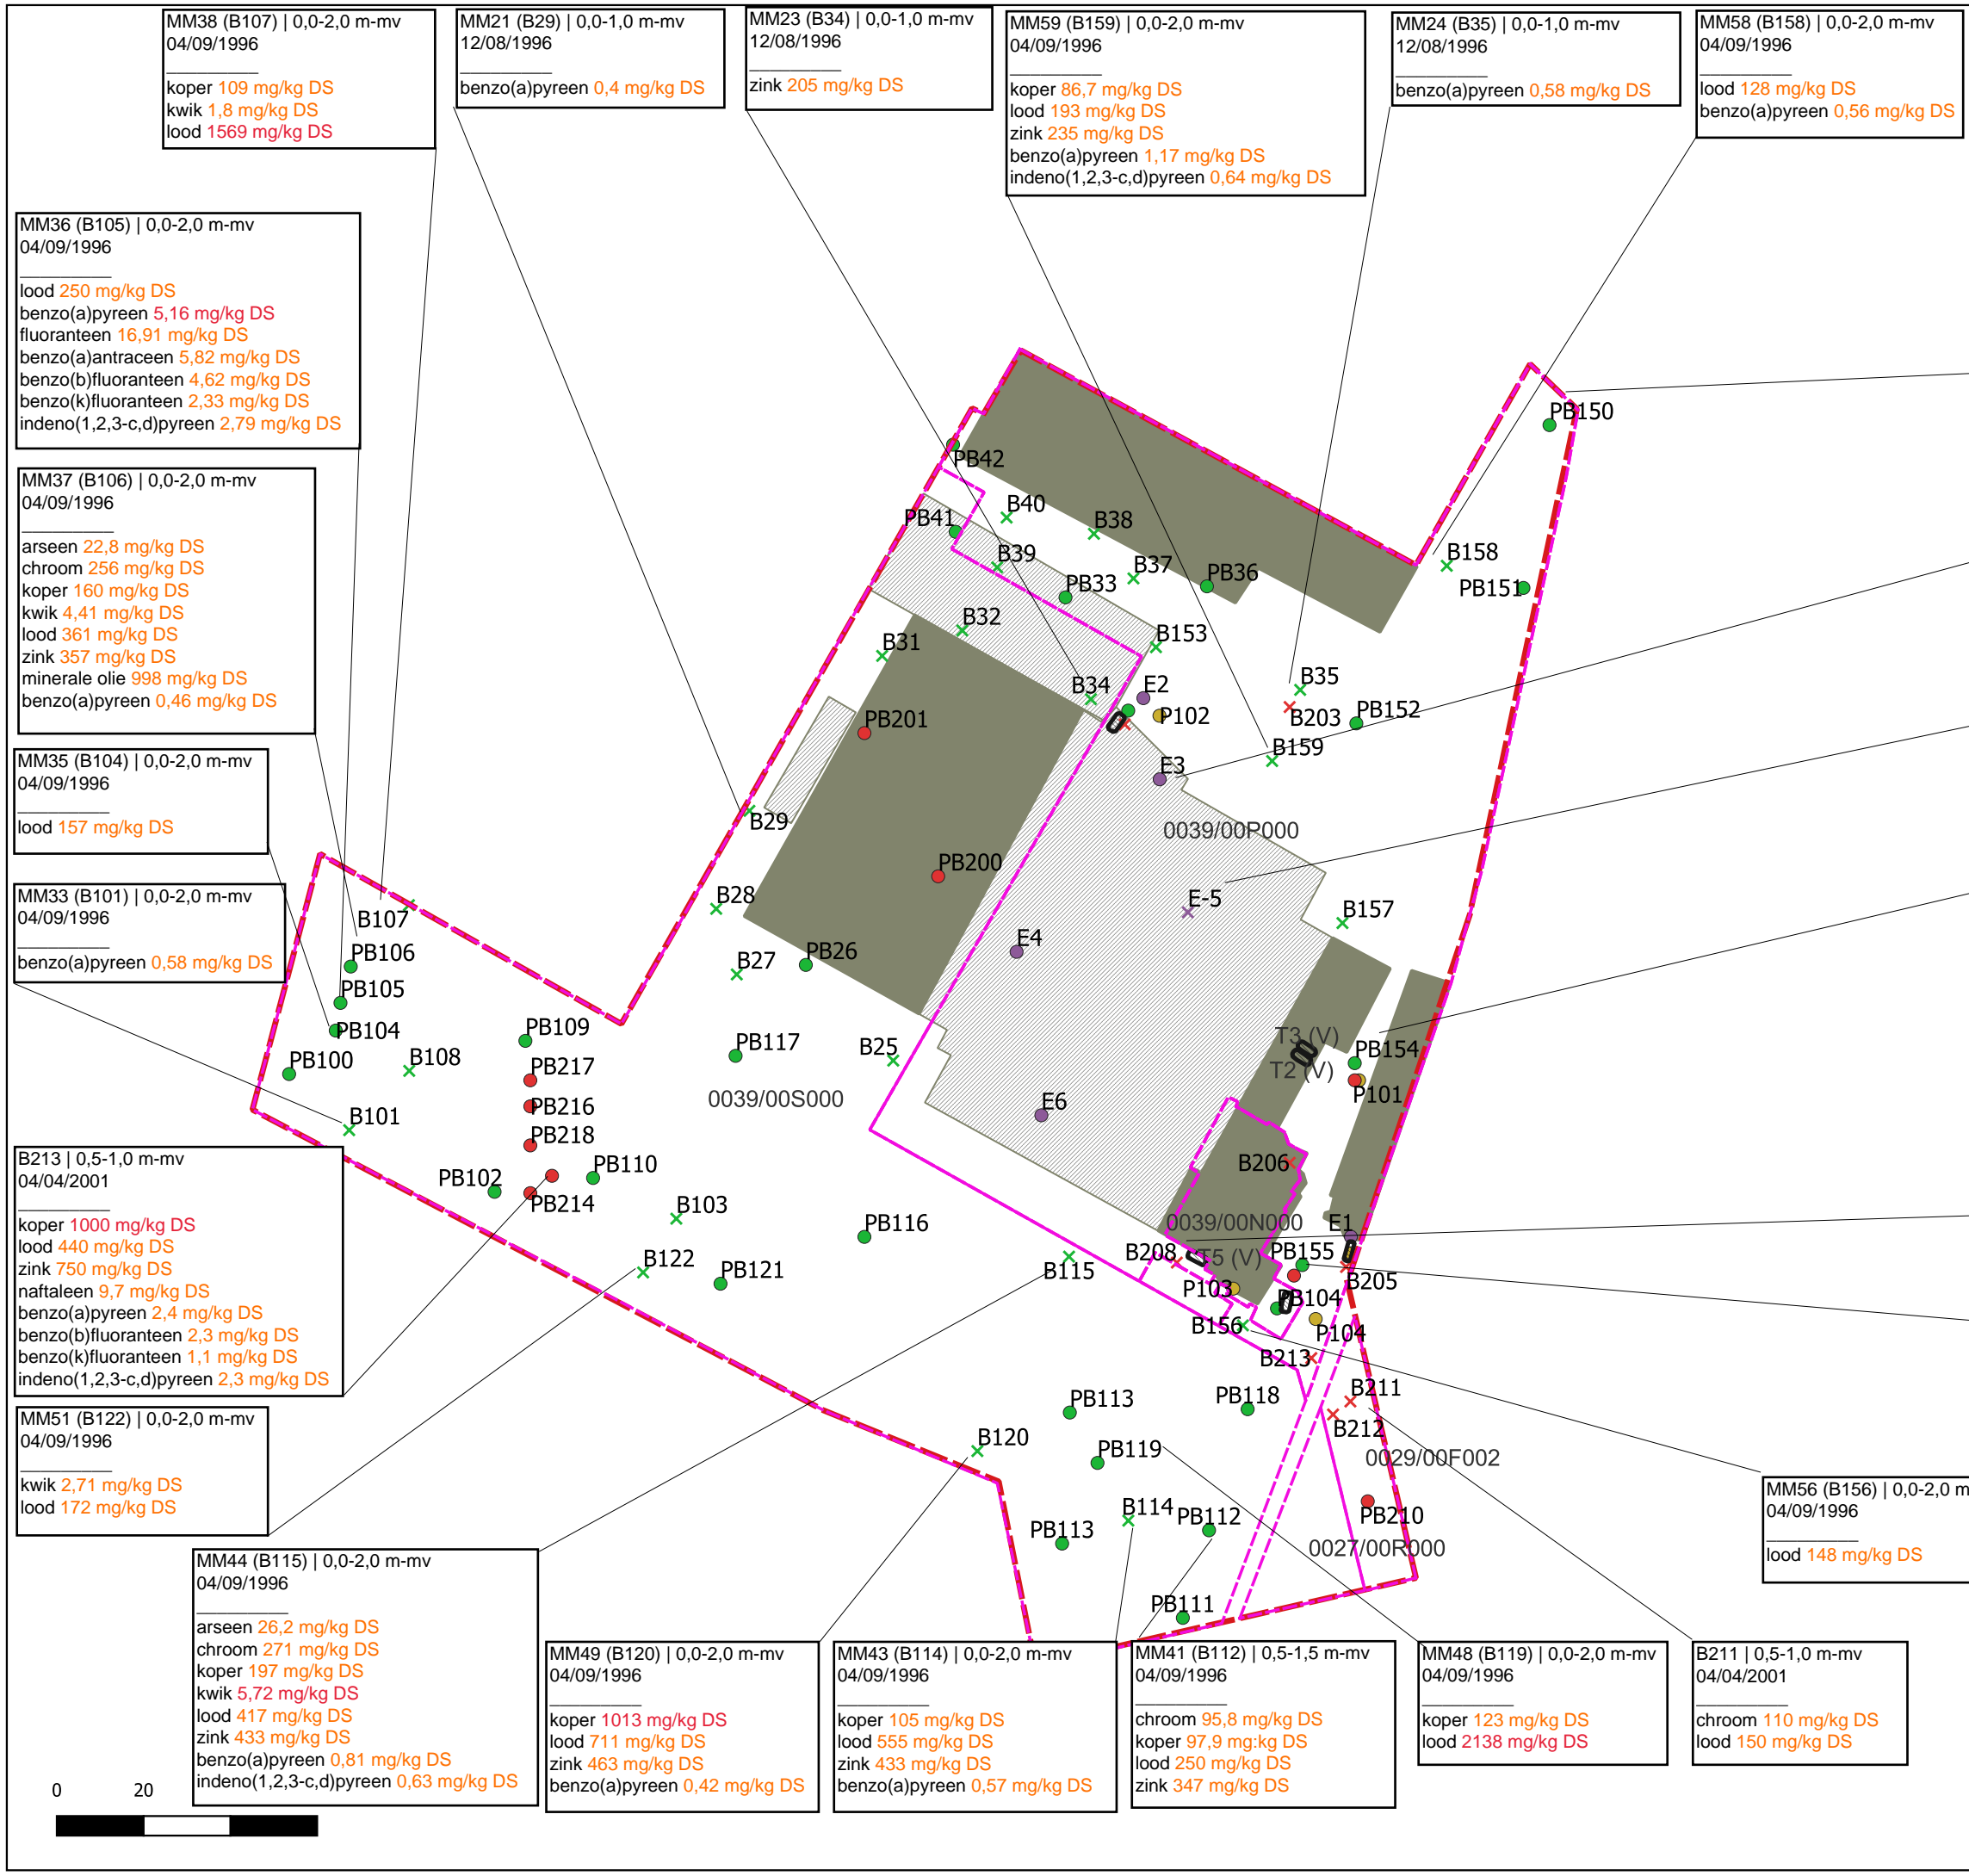 MM38 (B107) | 0,0-2,0 m-mv
04/09/1996
koper 109 mg/kg DS
kwik 1,8 mg/kg DS
lood 1569 mg/kg DS
MM21 (B29) | 0,0-1,0 m-mv
12/08/1996
benzo(a)pyreen 0,4 mg/kg DS
MM23 (B34) | 0,0-1,0 m-mv
12/08/1996
zink 205 mg/kg DS
MM59 (B159) | 0,0-2,0 m-mv
04/09/1996
koper 86,7 mg/kg DS
lood 193 mg/kg DS
zink 235 mg/kg DS
benzo(a)pyreen 1,17 mg/kg DS
indeno(1,2,3-c,d)pyreen 0,64 mg/kg DS
MM24 (B35) | 0,0-1,0 m-mv
12/08/1996
benzo(a)pyreen 0,58 mg/kg DS
MM58 (B158) | 0,0-2,0 m-mv
04/09/1996
lood 128 mg/kg DS
benzo(a)pyreen 0,56 mg/kg DS
MM36 (B105) | 0,0-2,0 m-mv
04/09/1996
lood 250 mg/kg DS
benzo(a)pyreen 5,16 mg/kg DS
fluoranteen 16,91 mg/kg DS
benzo(a)antraceen 5,82 mg/kg DS
benzo(b)fluoranteen 4,62 mg/kg DS
benzo(k)fluoranteen 2,33 mg/kg DS
indeno(1,2,3-c,d)pyreen 2,79 mg/kg DS
MM37 (B106) | 0,0-2,0 m-mv
04/09/1996
arseen 22,8 mg/kg DS
chroom 256 mg/kg DS
koper 160 mg/kg DS
kwik 4,41 mg/kg DS
lood 361 mg/kg DS
zink 357 mg/kg DS
minerale olie 998 mg/kg DS
benzo(a)pyreen 0,46 mg/kg DS
MM35 (B104) | 0,0-2,0 m-mv
04/09/1996
lood 157 mg/kg DS
MM33 (B101) | 0,0-2,0 m-mv
04/09/1996
benzo(a)pyreen 0,58 mg/kg DS
B213 | 0,5-1,0 m-mv
04/04/2001
koper 1000 mg/kg DS
lood 440 mg/kg DS
zink 750 mg/kg DS
naftaleen 9,7 mg/kg DS
benzo(a)pyreen 2,4 mg/kg DS
benzo(b)fluoranteen 2,3 mg/kg DS
benzo(k)fluoranteen 1,1 mg/kg DS
indeno(1,2,3-c,d)pyreen 2,3 mg/kg DS
MM51 (B122) | 0,0-2,0 m-mv
04/09/1996
kwik 2,71 mg/kg DS
lood 172 mg/kg DS
MM44 (B115) | 0,0-2,0 m-mv
04/09/1996
arseen 26,2 mg/kg DS
chroom 271 mg/kg DS
koper 197 mg/kg DS
kwik 5,72 mg/kg DS
lood 417 mg/kg DS
zink 433 mg/kg DS
benzo(a)pyreen 0,81 mg/kg DS
indeno(1,2,3-c,d)pyreen 0,63 mg/kg DS
MM49 (B120) | 0,0-2,0 m-mv
04/09/1996
koper 1013 mg/kg DS
lood 711 mg/kg DS
zink 463 mg/kg DS
benzo(a)pyreen 0,42 mg/kg DS
MM43 (B114) | 0,0-2,0 m-mv
04/09/1996
koper 105 mg/kg DS
lood 555 mg/kg DS
zink 433 mg/kg DS
benzo(a)pyreen 0,57 mg/kg DS
MM41 (B112) | 0,5-1,5 m-mv
04/09/1996
chroom 95,8 mg/kg DS
koper 97,9 mg:kg DS
lood 250 mg/kg DS
zink 347 mg/kg DS
MM48 (B119) | 0,0-2,0 m-mv
04/09/1996
koper 123 mg/kg DS
lood 2138 mg/kg DS
B211 | 0,5-1,0 m-mv
04/04/2001
chroom 110 mg/kg DS
lood 150 mg/kg DS
MM56 (B156) | 0,0-2,0 m
04/09/1996
lood 148 mg/kg DS
PB150
PB42
B40
PB41
B38
B39
B37
PB36
PB33
B158
PB151
B32
B31
B153
B34
E2
P102
B35
B203
PB152
PB201
B159
E3
B29
0039/00P000
PB200
B28
E-5
B157
B107
E4
PB26
B27
PB106
PB105
PB104
PB100
B108
PB109
PB217
PB216
PB218
PB117
B25
0039/00S000
T3 (V)
T2 (V)
PB154
P101
B101
E6
B206
PB102
PB214
PB110
B103
PB116
0039/00N000
E1
B208
T5 (V)
PB155
B205
B122
PB121
B115
P103
PB104
P104
B156
B213
PB113
PB118
B211
B212
B120
PB119
0029/00F002
B114
PB112
PB210
PB113
0027/00R000
PB111
0 20